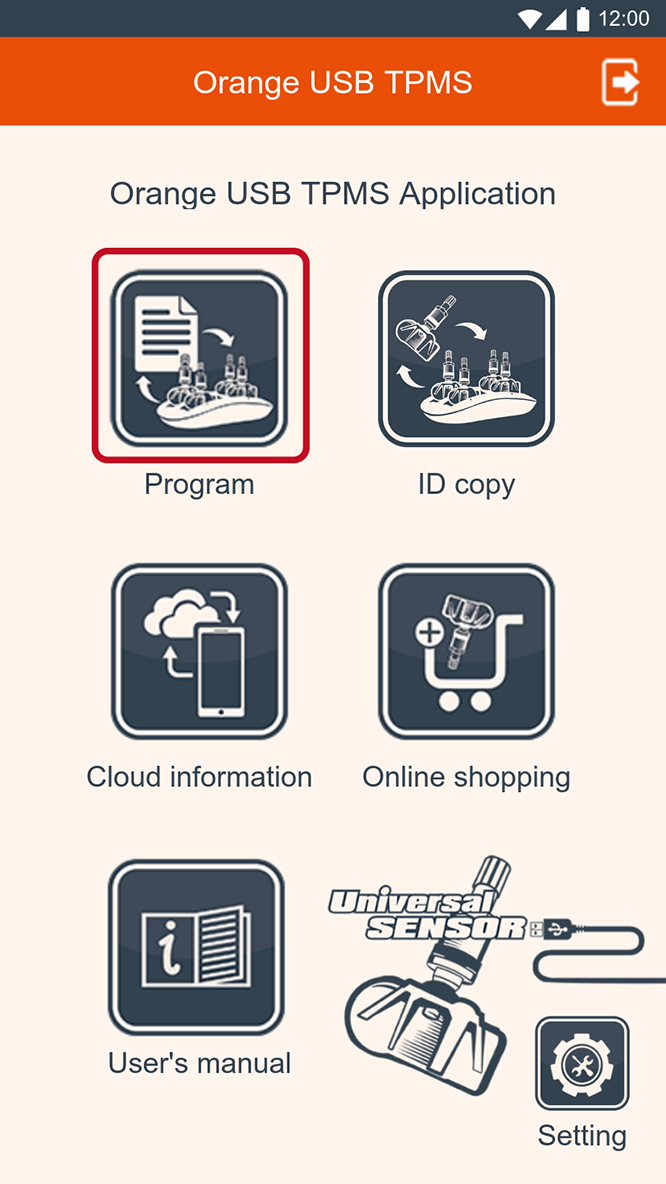 12:00
Orange USB TPMS
Orange USB TPMS Application
Program
ID copy
Cloud information
Online shopping
Universal
SENSOR
User's manual
Setting